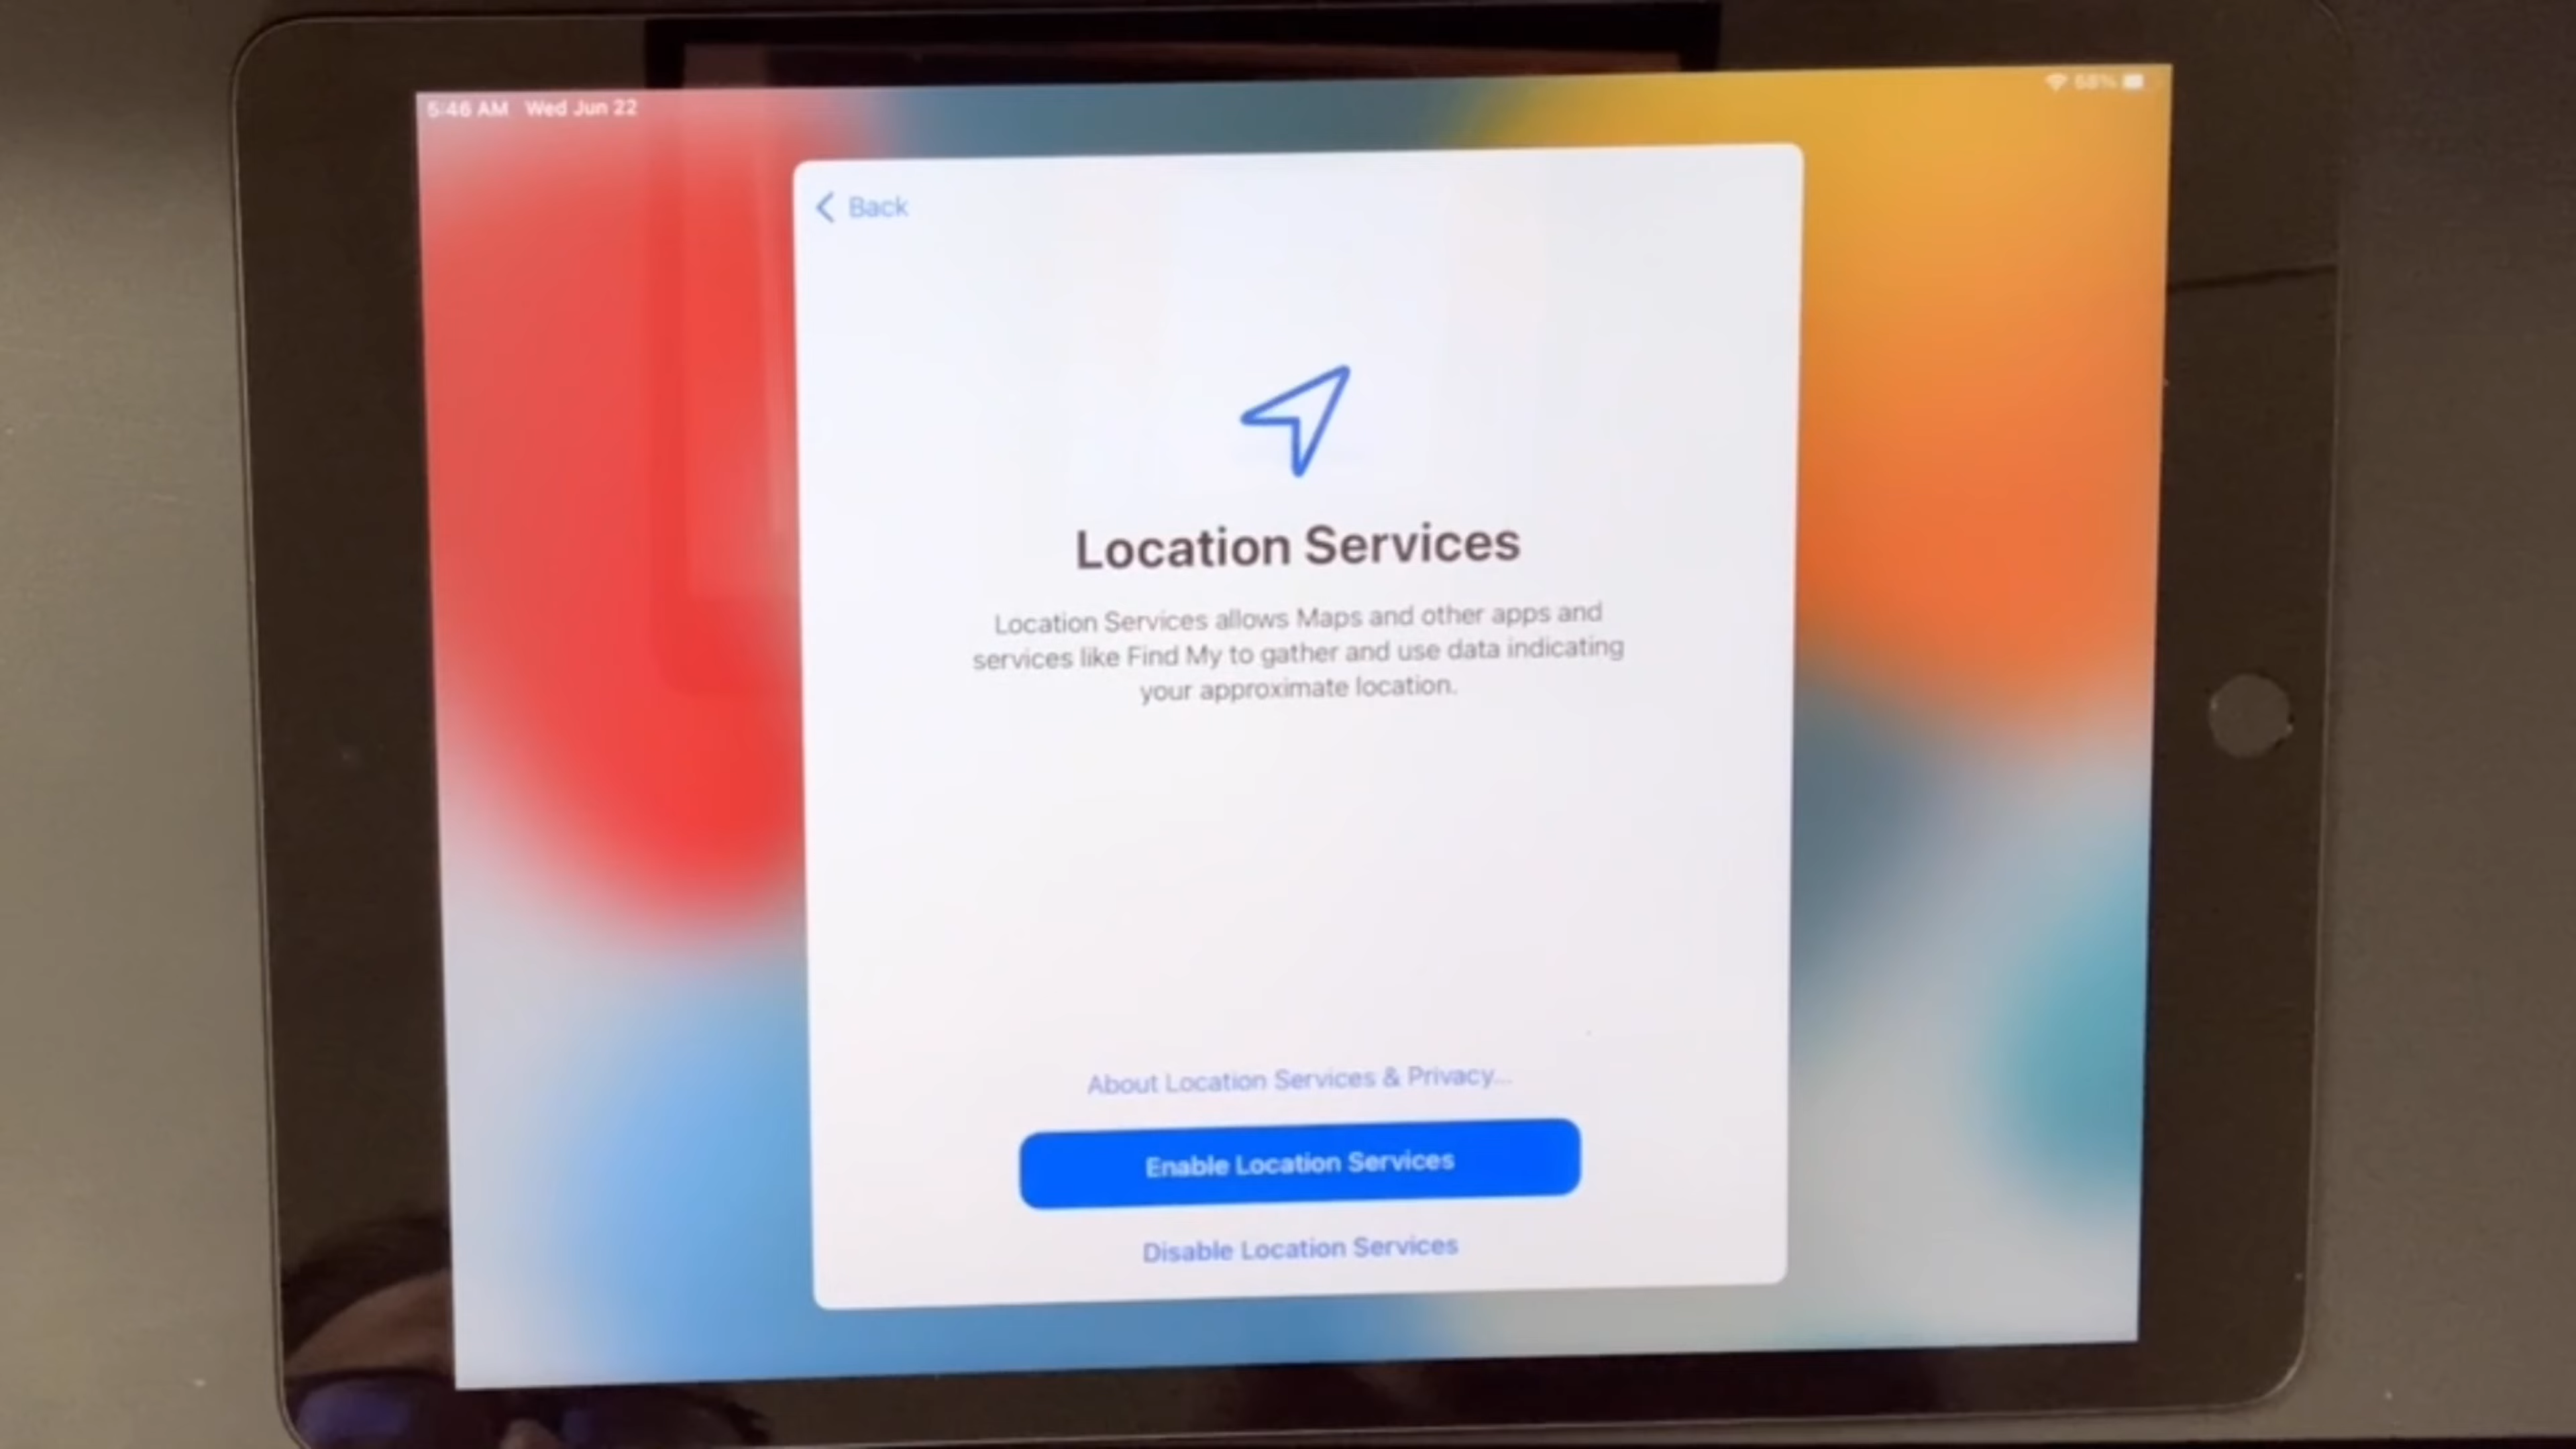 5:46 AM Wed Jun 22
58%
Back
Location Services
Location Services allows Maps and other apps and
services like Find My to gather and use data indicating
your approximate location.
About Location Services & Privacy...
Enable Location Services
Disable Location Services